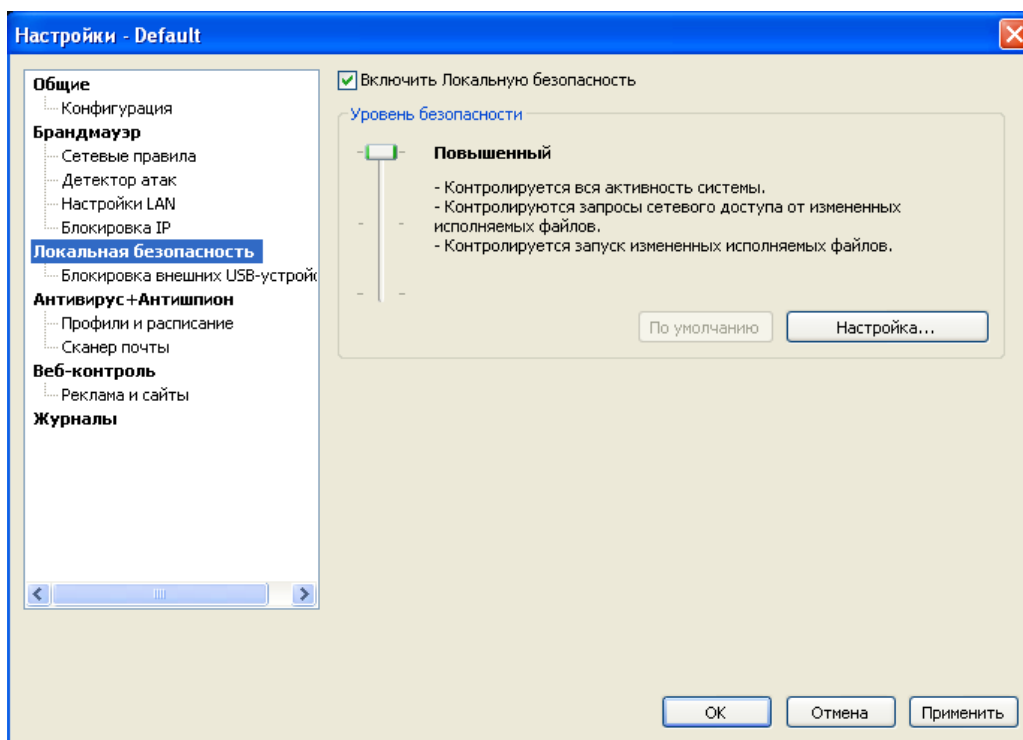 Настройки - Default
Общие
Конфигурация
Брандмауэр
Сетевые правила
Детектор атак
Настройки LAN
Блокировка IP
Локальная безопасность
Блокировка внешних USB-устройс
Антивирус+Антишпион
Профили и расписание
Сканер почты
Веб-контроль
Реклама и сайты
Журналы
Включить Локальную безопасность
Уровень безопасности
Повышенный
- Контролируется вся активность системы.
- Контролируются запросы сетевого доступа от измененных
исполняемых файлов.
- Контролируется запуск измененных исполняемых файлов.
По умолчанию
Настройка...
ОК
Отмена
Применить